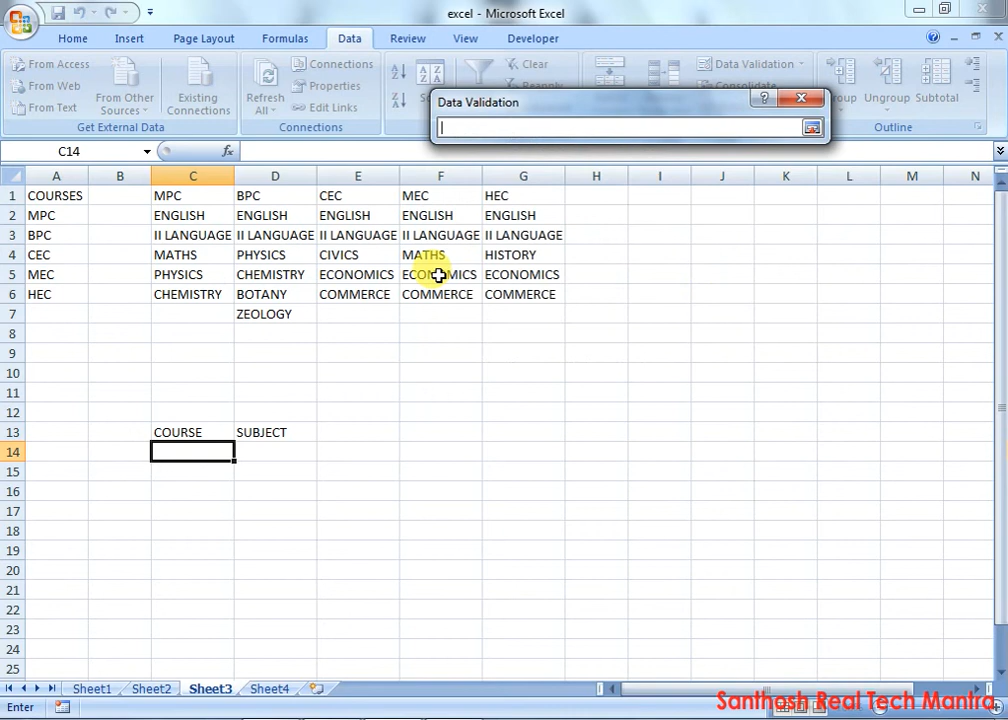 excel - Microsoft Excel
Home Insert Page Layout Formulas Data Review View Developer
From Access
From Web
From Text
From Other Sources
Existing Connections
Get External Data
Refresh All
Connections
Properties
Edit Links
Connections
Clear
Data Validation
Ungroup Subtotal
Outline
Data Validation
C14 fx
A B C D E F G H I J K L M N
1 COURSES MPC BPC CEC MEC HEC
2 MPC ENGLISH ENGLISH ENGLISH ENGLISH ENGLISH
3 BPC II LANGUAGE II LANGUAGE II LANGUAGE II LANGUAGE II LANGUAGE
4 CEC MATHS PHYSICS CIVICS MATHS HISTORY
5 MEC PHYSICS CHEMISTRY ECONOMICS ECONOMICS ECONOMICS
6 HEC CHEMISTRY BOTANY COMMERCE COMMERCE COMMERCE
7 ZEOLOGY
8
9
10
11
12
13 COURSE SUBJECT
14
15
16
17
18
19
20
21
22
23
24
25
Sheet1 Sheet2 Sheet3 Sheet4
Enter
Santhosh Real Tech Mantra